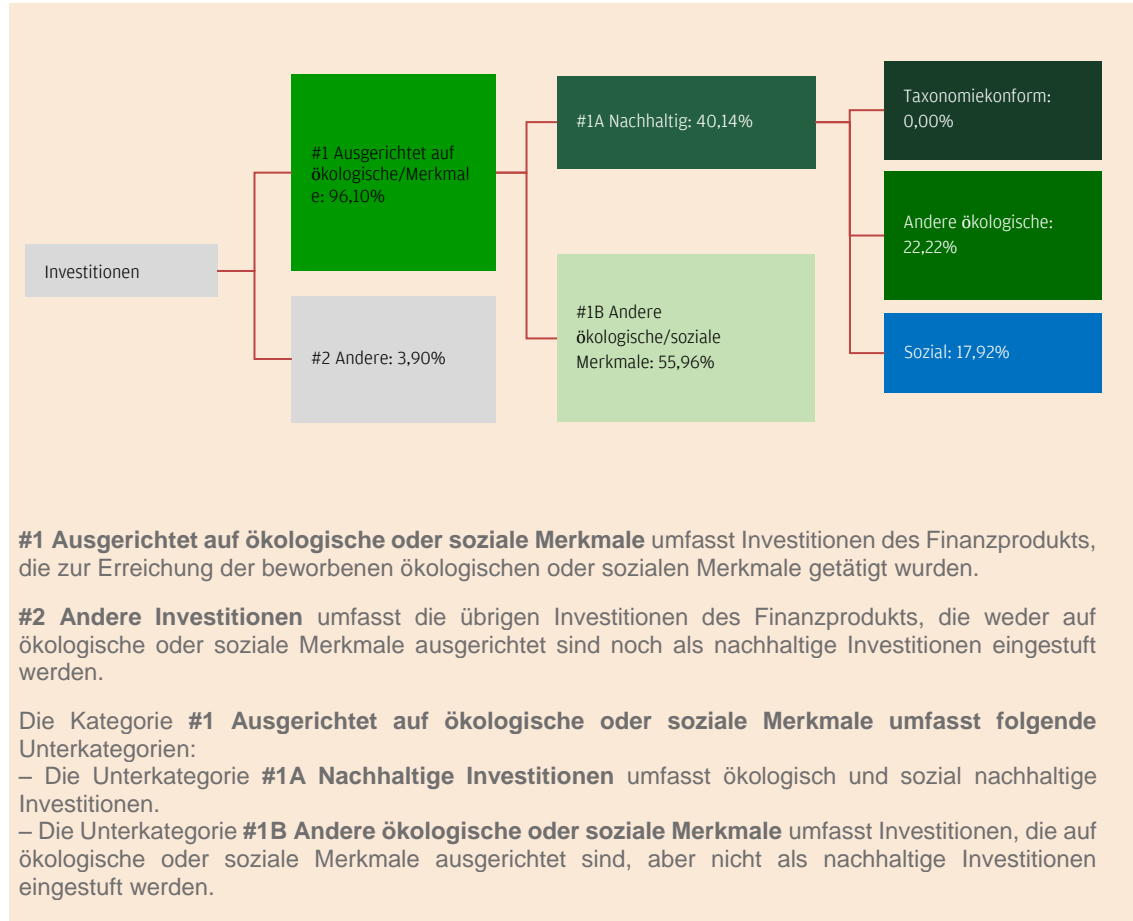 Investitionen
#1 Ausgerichtet auf
ökologische/Merkmal
e: 96,10%
#2 Andere: 3,90%
#1A Nachhaltig: 40,14%
#1B Andere
ökologische/soziale
Merkmale: 55,96%
Taxonomiekonform:
0,00%
Andere ökologische:
22,22%
Sozial: 17,92%
#1 Ausgerichtet auf ökologische oder soziale Merkmale umfasst Investitionen des Finanzprodukts,
die zur Erreichung der beworbenen ökologischen oder sozialen Merkmale getätigt wurden.
#2 Andere Investitionen umfasst die übrigen Investitionen des Finanzprodukts, die weder auf
ökologische oder soziale Merkmale ausgerichtet sind noch als nachhaltige Investitionen eingestuft
werden.
Die Kategorie #1 Ausgerichtet auf ökologische oder soziale Merkmale umfasst folgende
Unterkategorien:
– Die Unterkategorie #1A Nachhaltige Investitionen umfasst ökologisch und sozial nachhaltige
Investitionen.
– Die Unterkategorie #1B Andere ökologische oder soziale Merkmale umfasst Investitionen, die auf
ökologische oder soziale Merkmale ausgerichtet sind, aber nicht als nachhaltige Investitionen
eingestuft werden.